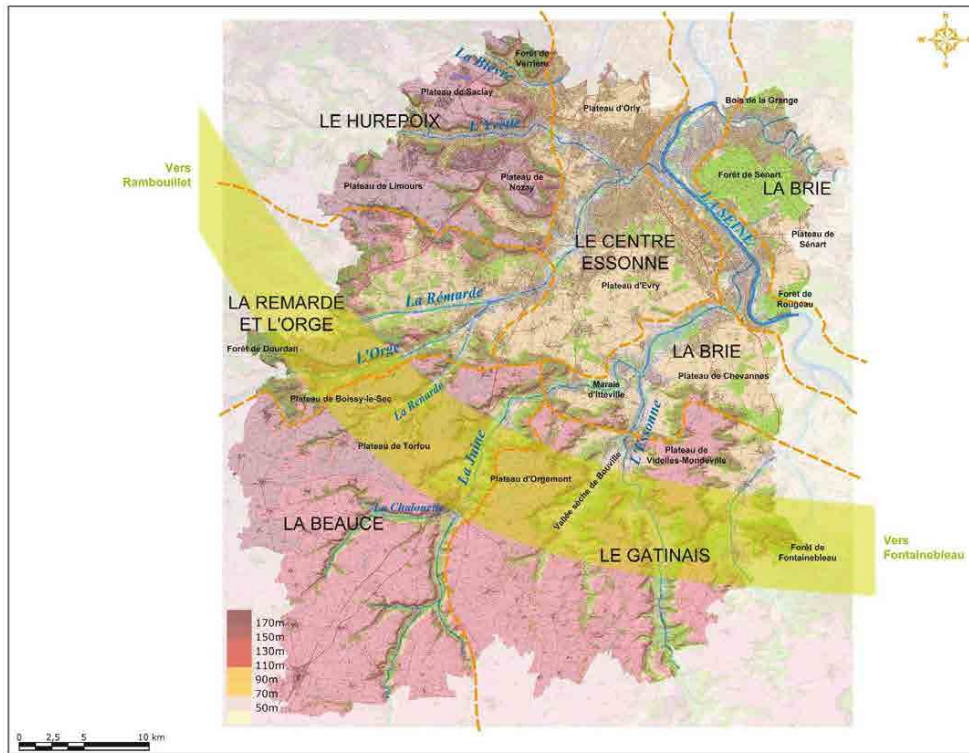 N
W
S
Forêt de
Verrière
La Bièvre
Plateau de Saclay
Plateau d'Orly
Bois de la Grange
LE HUREPOIX
L'Yvette
Vers
Rambouillet
Plateau de Limours
Plateau de
Nozay
Forêt de Sénart
LA BRIE
LA SEINE
Plateau de
Sénart
LE CENTRE
ESSONNE
Plateau d'Evry
Forêt de
Rougeau
La Rémarde
LA REMARDE
ET L'ORGE
Forêt de Dourdan
L'Orge
LA BRIE
Plateau de Chevannes
Marais
d'Itteville
Plateau de Boissy-le-Sec
La Renarde
L'Essonne
Plateau de Torfou
La Juine
Plateau d'Orgemont
Vallée sèche de Bouville
Plateau de
Videlles-Mondeville
La Chalouette
LA BEAUCE
LE GATINAIS
Forêt de
Fontainebleau
Vers
Fontainebleau
170m
150m
130m
110m
90m
70m
50m
0 2,5 5 10 km